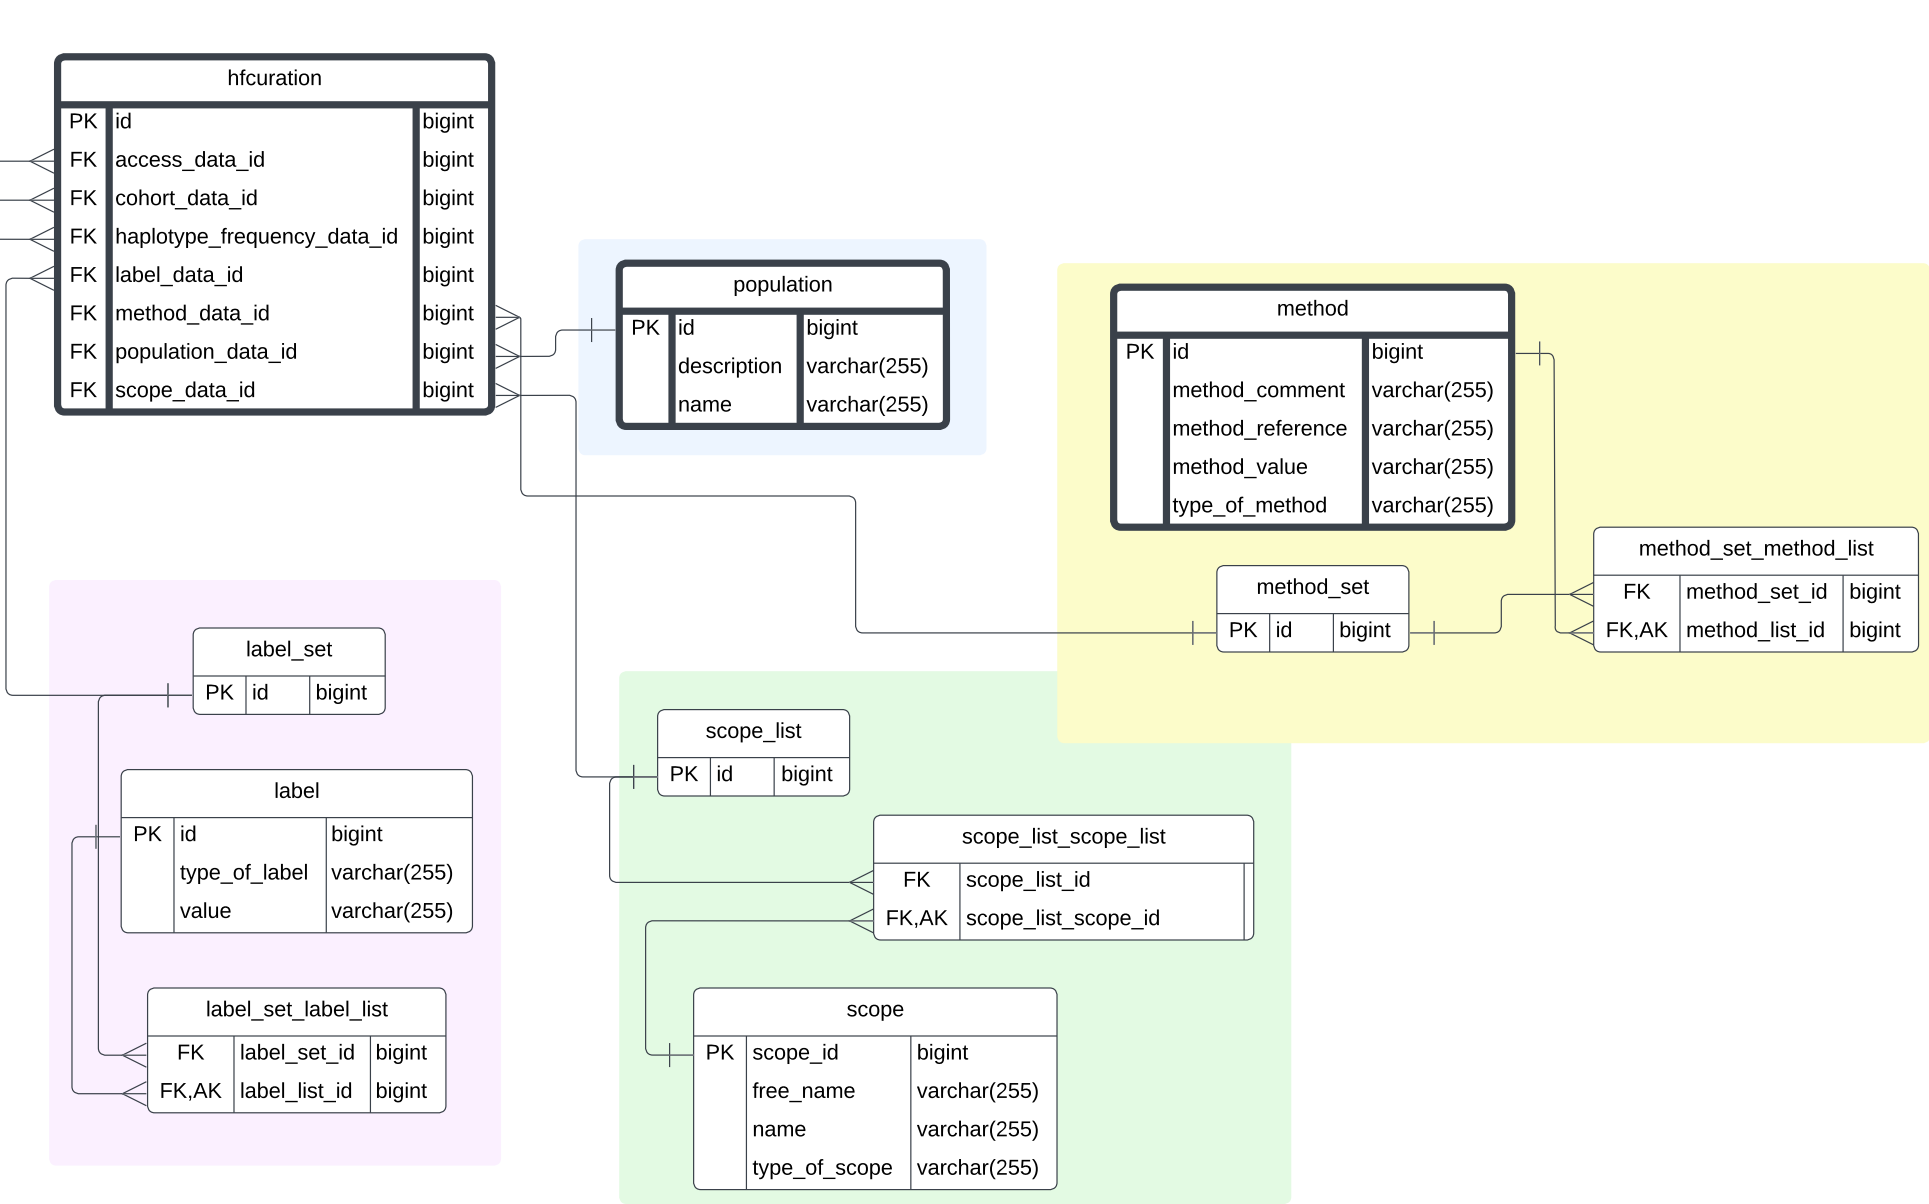 hfcuration
PK id bigint
FK access_data_id bigint
FK cohort_data_id bigint
FK haplotype_frequency_data_id bigint
FK label_data_id bigint
FK method_data_id bigint
FK population_data_id bigint
FK scope_data_id bigint
population
PK id bigint
description varchar(255)
name varchar(255)
method
PK id bigint
method_comment varchar(255)
method_reference varchar(255)
method_value varchar(255)
type_of_method varchar(255)
method_set_method_list
FK method_set_id bigint
FK,AK method_list_id bigint
method_set
PK id bigint
label_set
PK id bigint
label
PK id bigint
type_of_label varchar(255)
value varchar(255)
label_set_label_list
FK label_set_id bigint
FK,AK label_list_id bigint
scope_list
PK id bigint
scope_list_scope_list
FK scope_list_id
FK,AK scope_list_scope_id
scope
PK scope_id bigint
free_name varchar(255)
name varchar(255)
type_of_scope varchar(255)